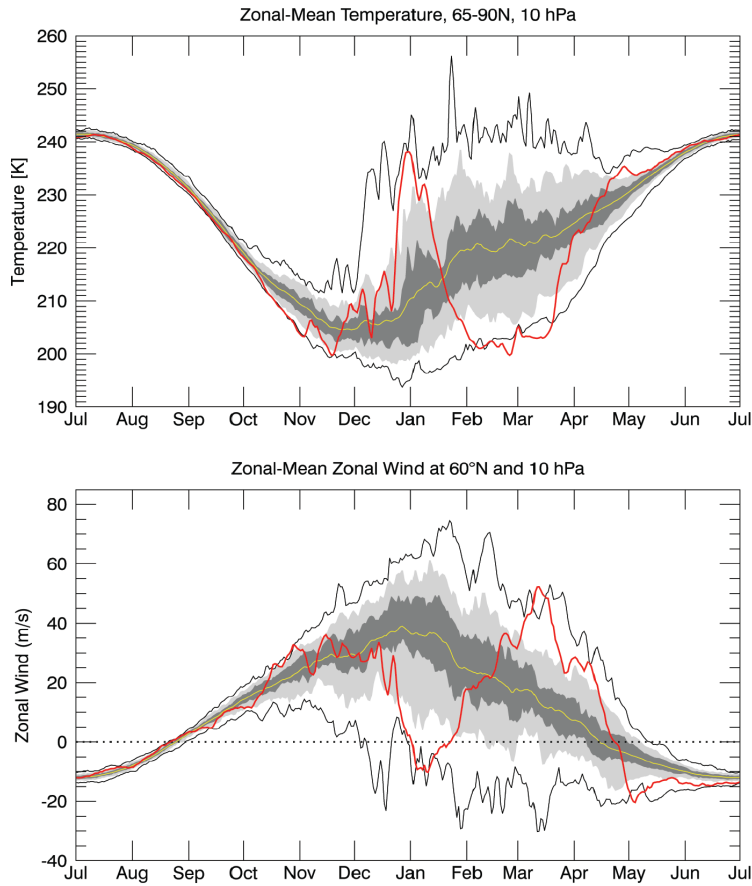 Zonal-Mean Temperature, 65-90N, 10 hPa
260
250
240
230
220
210
200
190
Temperature [K]
Jul Aug Sep Oct Nov Dec Jan Feb Mar Apr May Jun Jul
Zonal-Mean Zonal Wind at 60°N and 10 hPa
80
60
40
20
0
-20
-40
Zonal Wind (m/s)
Jul Aug Sep Oct Nov Dec Jan Feb Mar Apr May Jun Jul